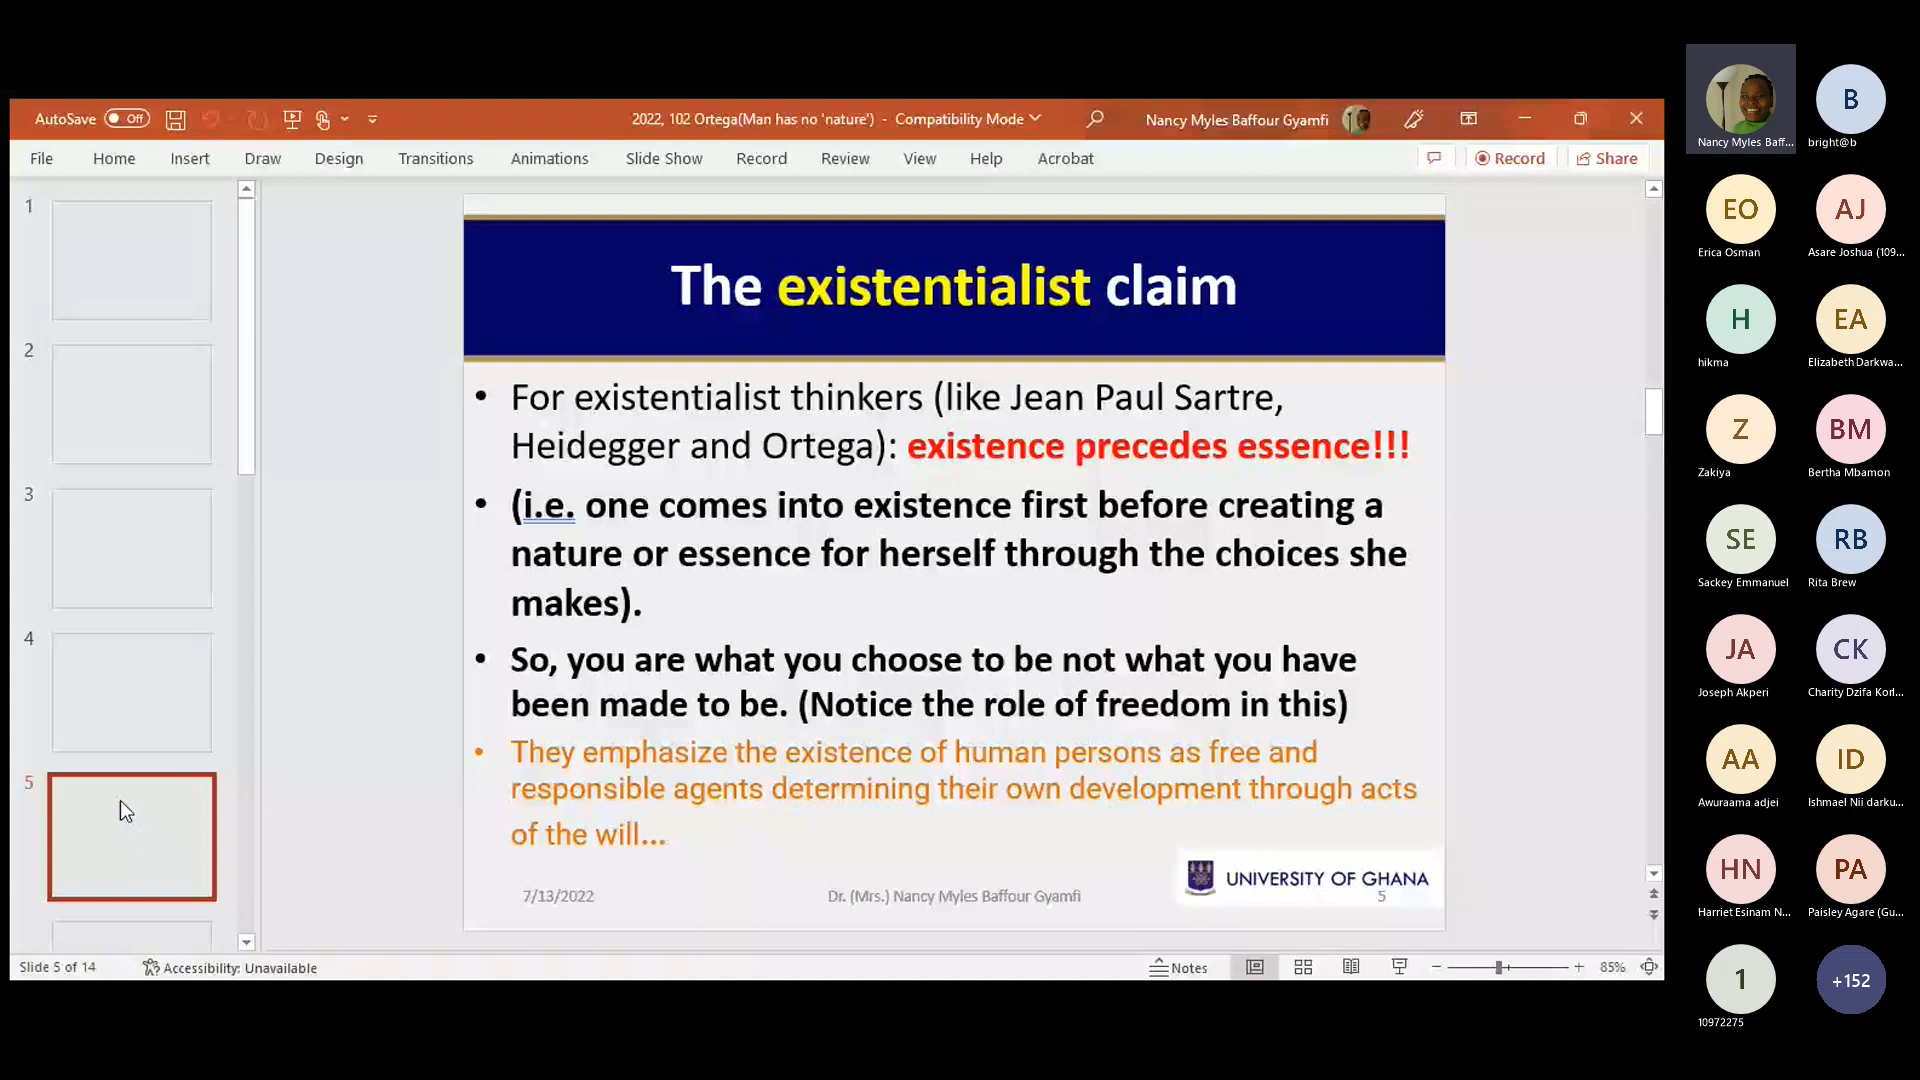 AutoSave Off
2022, 102 Ortega(Man has no 'nature') - Compatibility Mode
Nancy Myles Baffour Gyamfi
File Home Insert Draw Design Transitions Animations Slide Show Record Review View Help Acrobat
Record Share
1
2
3
4
5
The existentialist claim
• For existentialist thinkers (like Jean Paul Sartre,
Heidegger and Ortega): existence precedes essence!!!
• (i.e. one comes into existence first before creating a
nature or essence for herself through the choices she
makes).
• So, you are what you choose to be not what you have
been made to be. (Notice the role of freedom in this)
• They emphasize the existence of human persons as free and
responsible agents determining their own development through acts
of the will...
UNIVERSITY OF GHANA
7/13/2022 Dr. (Mrs.) Nancy Myles Baffour Gyamfi 5
Slide 5 of 14 Accessibility: Unavailable Notes 85%
Nancy Myles Baff...
B
bright@b
EO
Erica Osman
AJ
Asare Joshua (109...
H
hikma
EA
Elizabeth Darkwa...
Z
Zakiya
BM
Bertha Mbamon
SE
Sackey Emmanuel
RB
Rita Brew
JA
Joseph Akperi
CK
Charity Dzifa Korl...
AA
Awuraama adjei
ID
Ishmael Nii darku...
HN
Harriet Esinam N...
PA
Paisley Agare (Gu...
1
10972275
+152